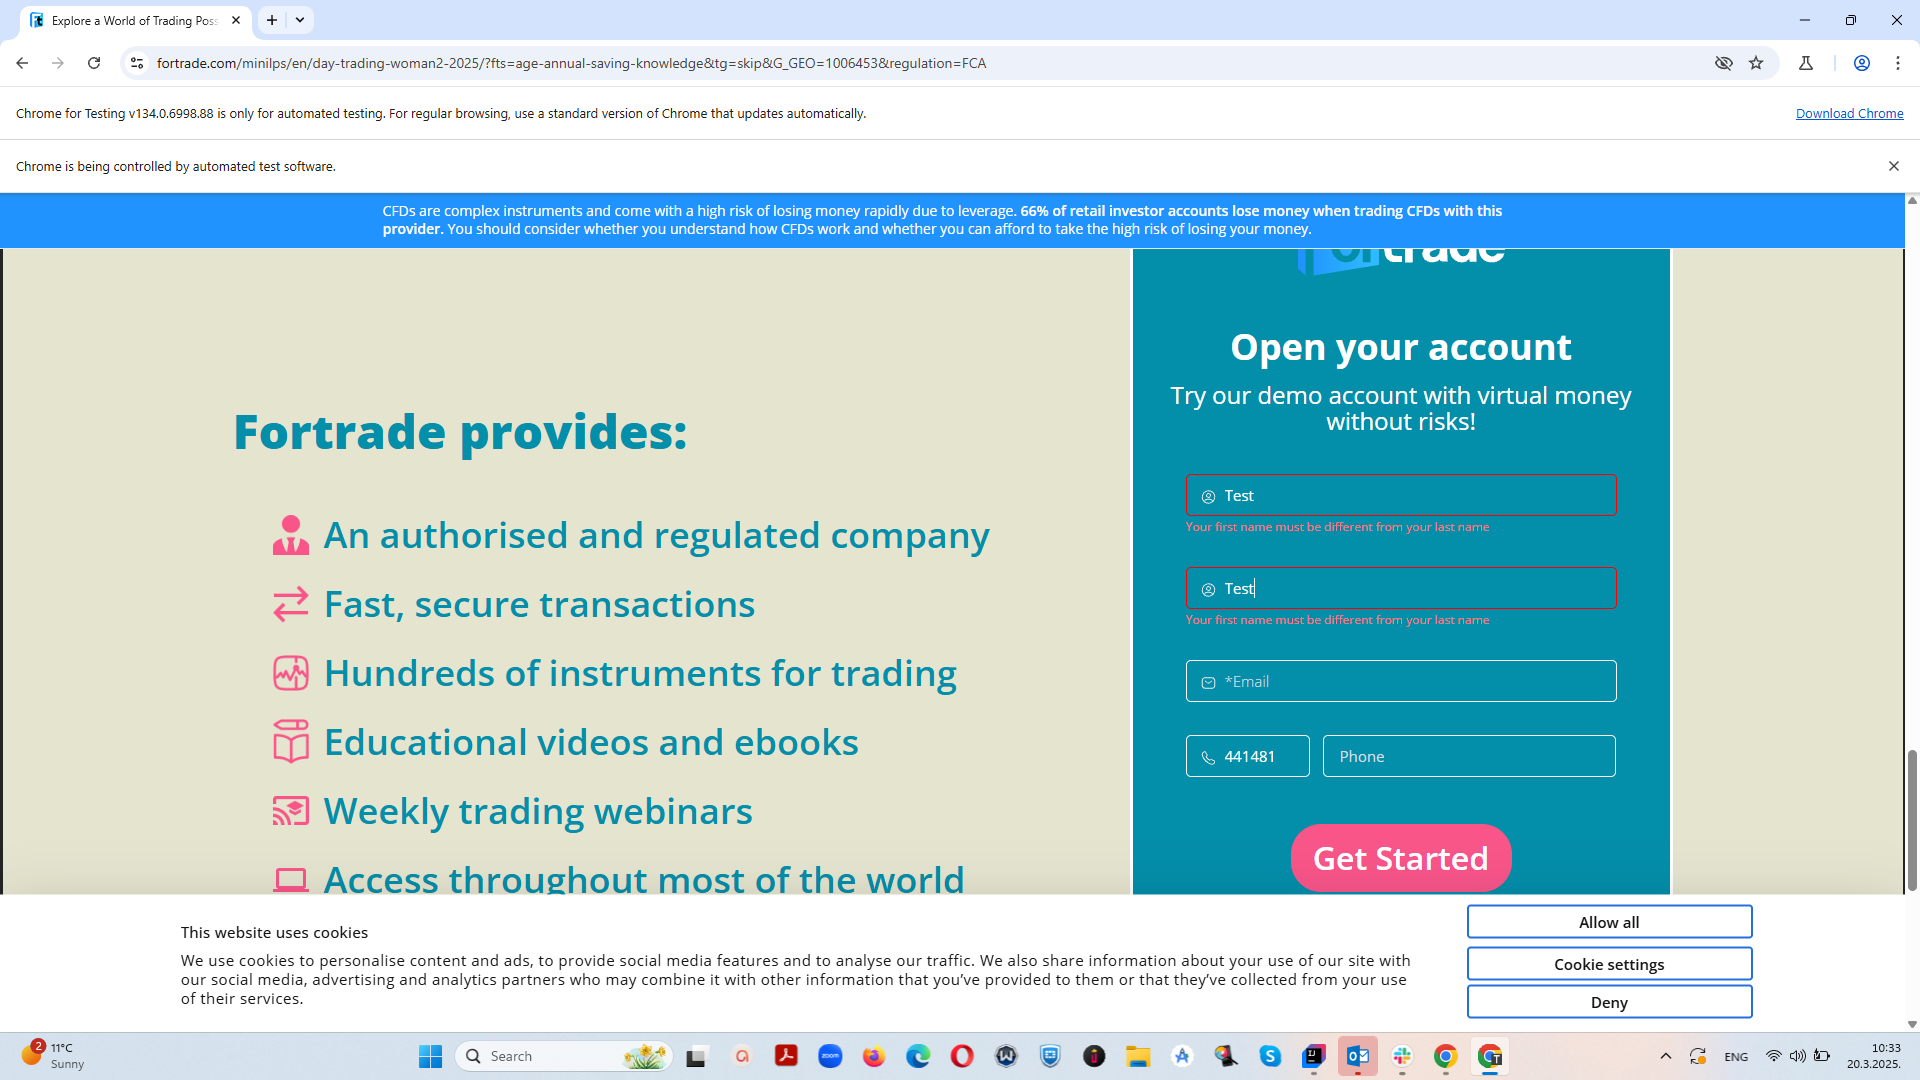 Explore a World of Trading Poss
fortrade.com/minilps/en/day-trading-woman2-2025/?fts=age-annual-saving-knowledge&tg=skip&G_GEO=1006453&regulation=FCA
Chrome for Testing v134.0.6998.88 is only for automated testing. For regular browsing, use a standard version of Chrome that updates automatically.
Download Chrome
Chrome is being controlled by automated test software.
CFDs are complex instruments and come with a high risk of losing money rapidly due to leverage. 66% of retail investor accounts lose money when trading CFDs with this
provider. You should consider whether you understand how CFDs work and whether you can afford to take the high risk of losing your money.
fortrade
Open your account
Try our demo account with virtual money
without risks!
Test
Your first name must be different from your last name
Test
Your first name must be different from your last name
*Email
441481
Phone
Get Started
Fortrade provides:
An authorised and regulated company
Fast, secure transactions
Hundreds of instruments for trading
Educational videos and ebooks
Weekly trading webinars
Access throughout most of the world
This website uses cookies
We use cookies to personalise content and ads, to provide social media features and to analyse our traffic. We also share information about your use of our site with
our social media, advertising and analytics partners who may combine it with other information that you've provided to them or that they've collected from your use
of their services.
Allow all
Cookie settings
Deny
2
11°C
Sunny
Search
zoom
ENG
10:33
20.3.2025.